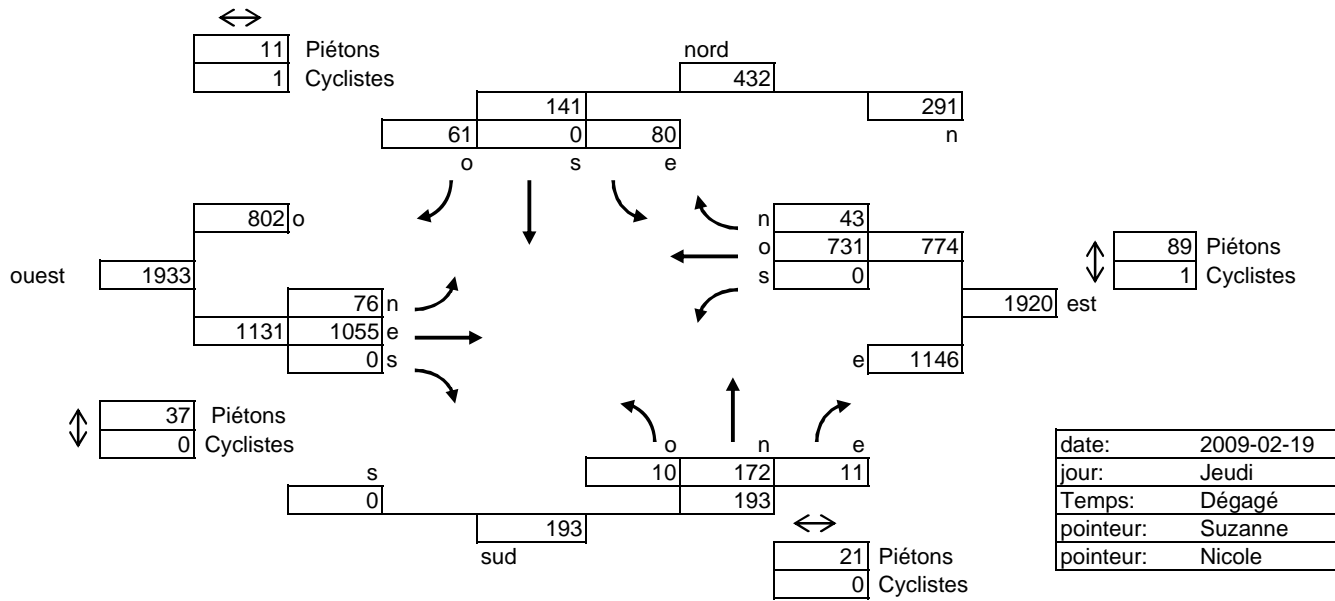 11 Piétons
nord
1 Cyclistes
432
141
291
61 0 80
n
o s e
802 o
n 43
o 731 774
89 Piétons
ouest 1933
s 0
1 Cyclistes
76 n
1920 est
1131 1055 e
0 s
e 1146
37 Piétons
0 Cyclistes
o n e
date: 2009-02-19
s
10 172 11
jour: Jeudi
0
193
Temps: Dégagé
193
pointeur: Suzanne
sud
21 Piétons
pointeur: Nicole
0 Cyclistes